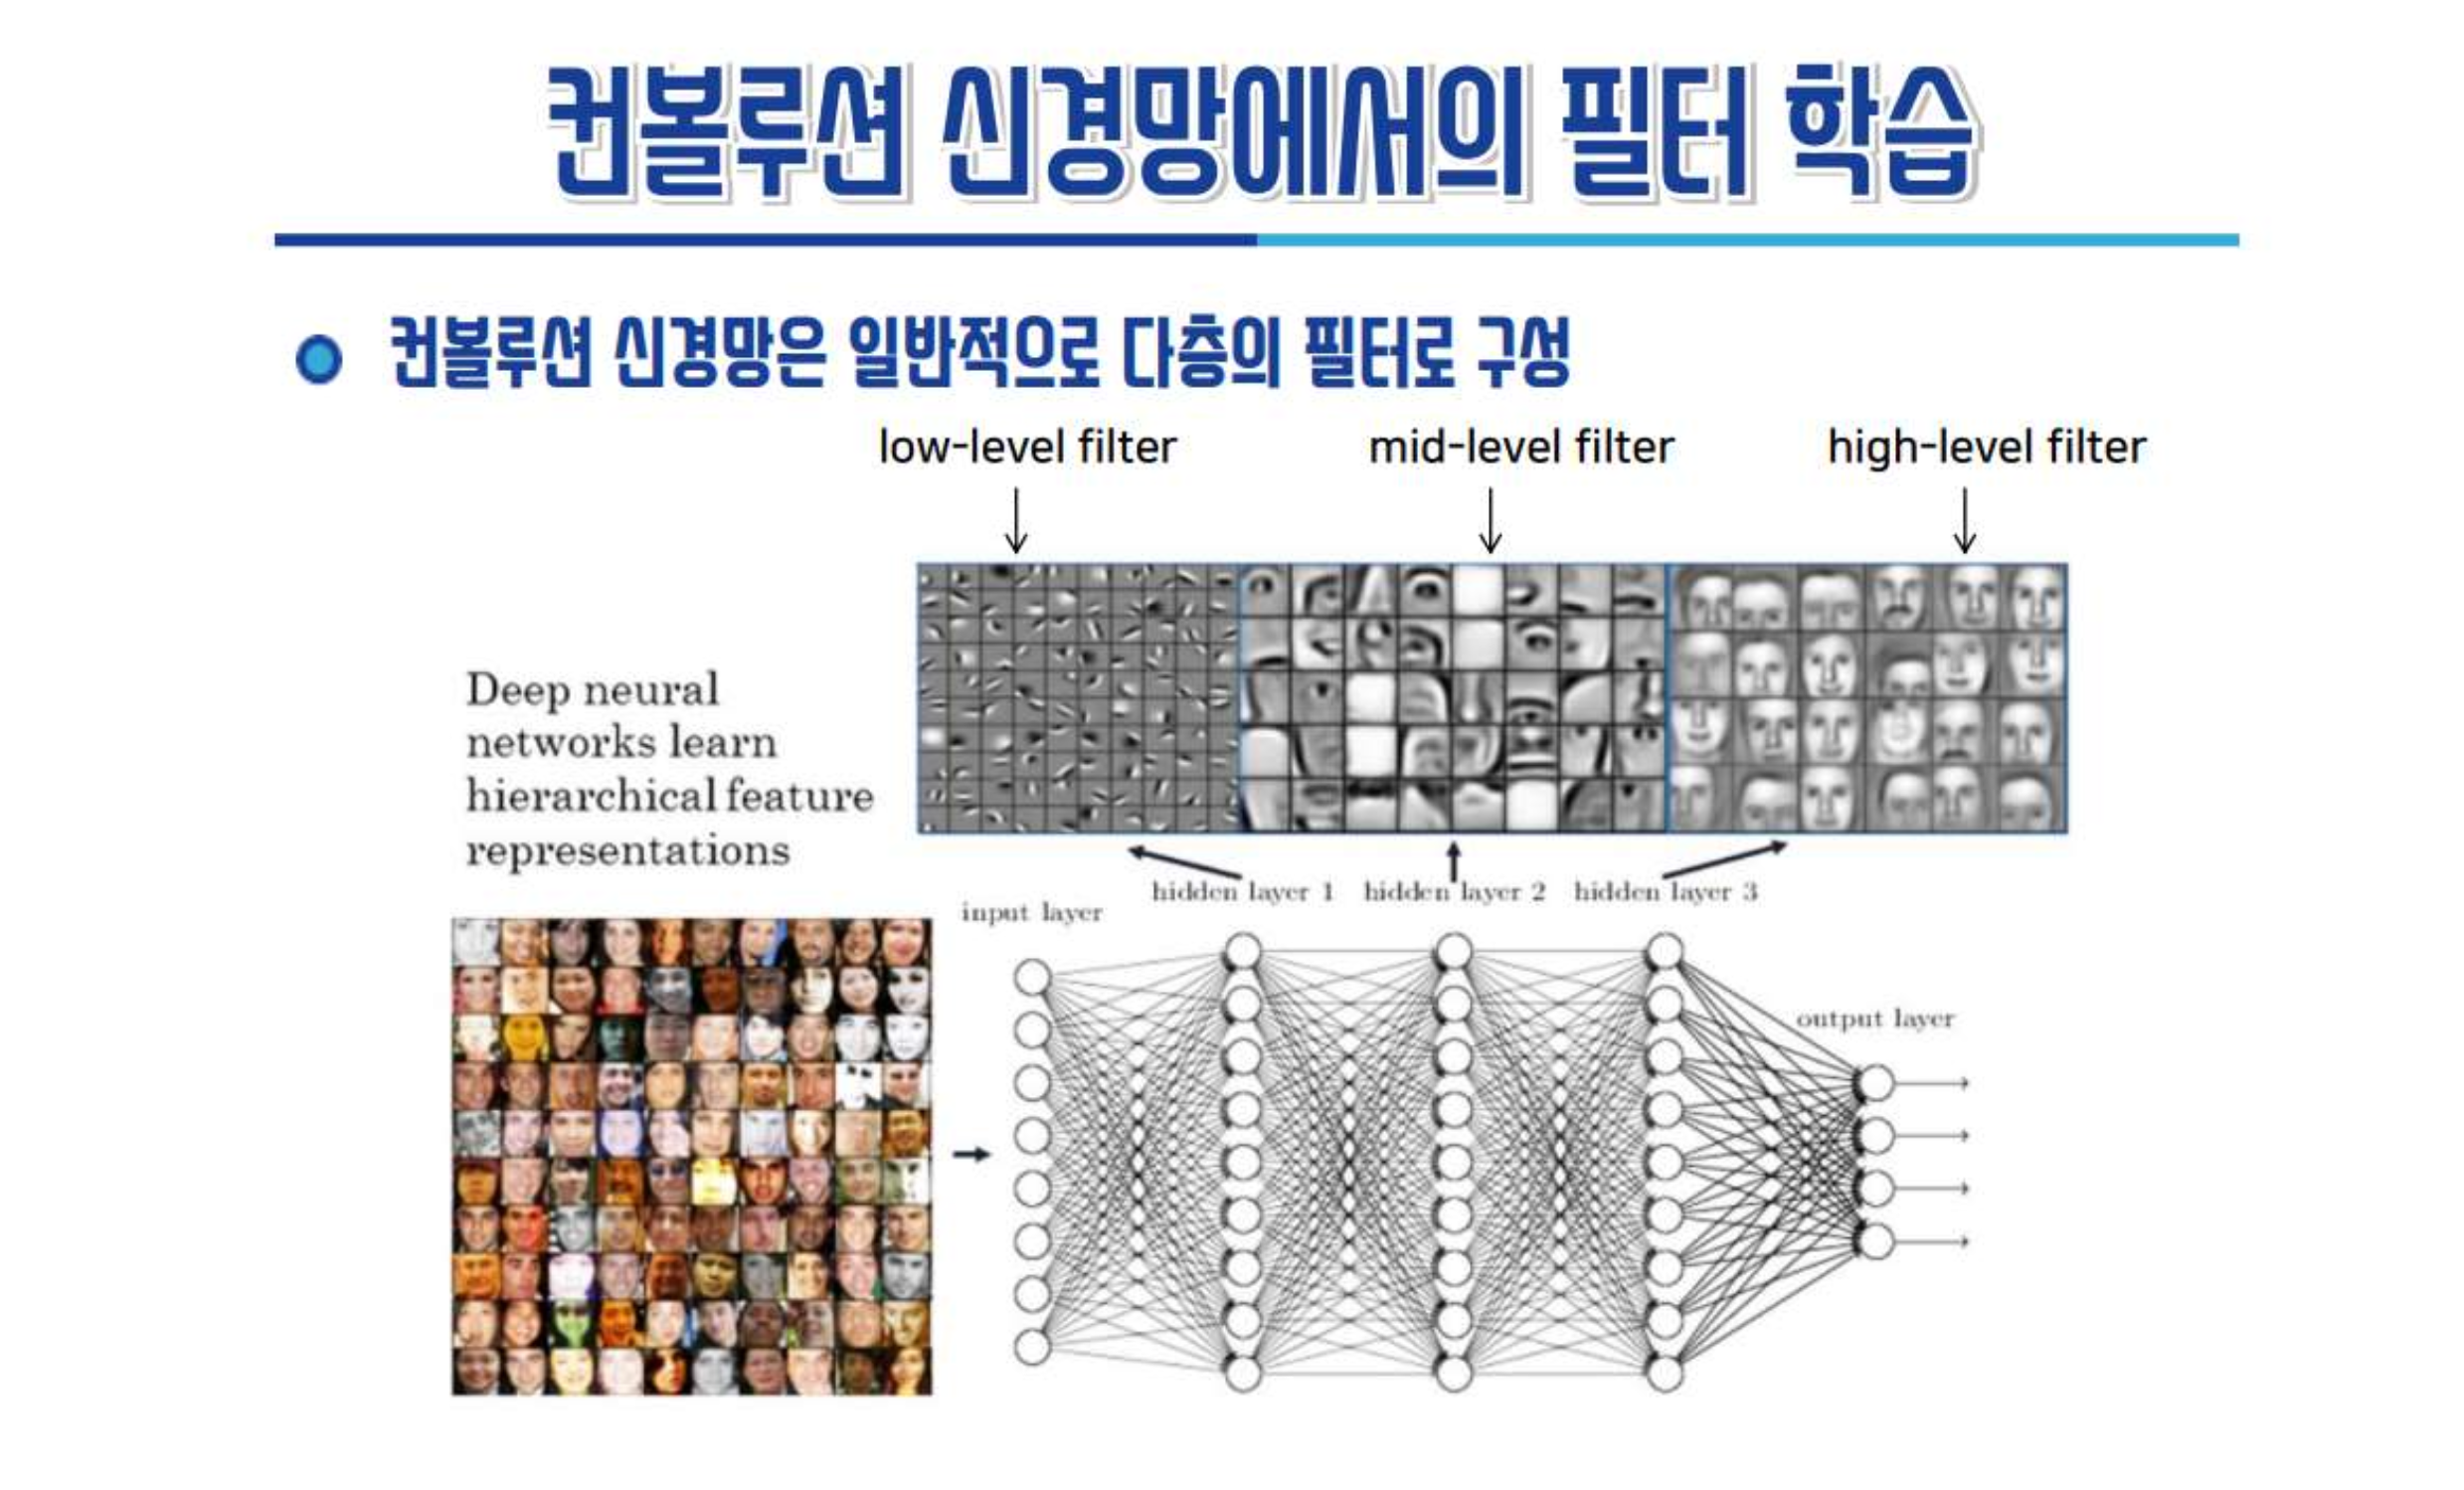 컨볼루션 신경망에서의 필터 학습
컨볼루션 신경망은 일반적으로 다층의 필터로 구성
low-level filter
mid-level filter
high-level filter
Deep neural
networks learn
hierarchical feature
representations
hidden layer 1
hidden layer 2
hidden layer 3
input layer
output layer